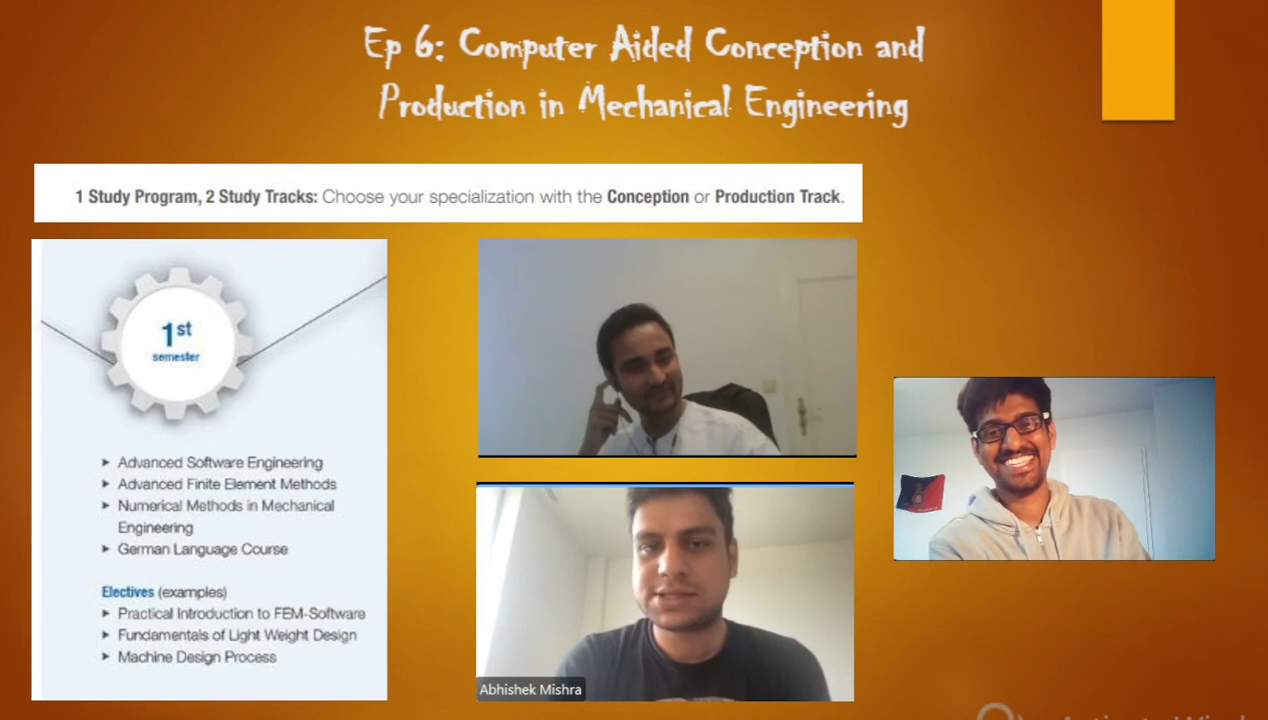 Ep 6: Computer Aided Conception and
Production in Mechanical Engineering
1 Study Program, 2 Study Tracks: Choose your specialization with the Conception or Production Track.
1st
semester
➤ Advanced Software Engineering
➤ Advanced Finite Element Methods
➤ Numerical Methods in Mechanical
Engineering
➤ German Language Course
Electives (examples)
➤ Practical Introduction to FEM-Software
➤ Fundamentals of Light Weight Design
➤ Machine Design Process
Abhishek Mishra